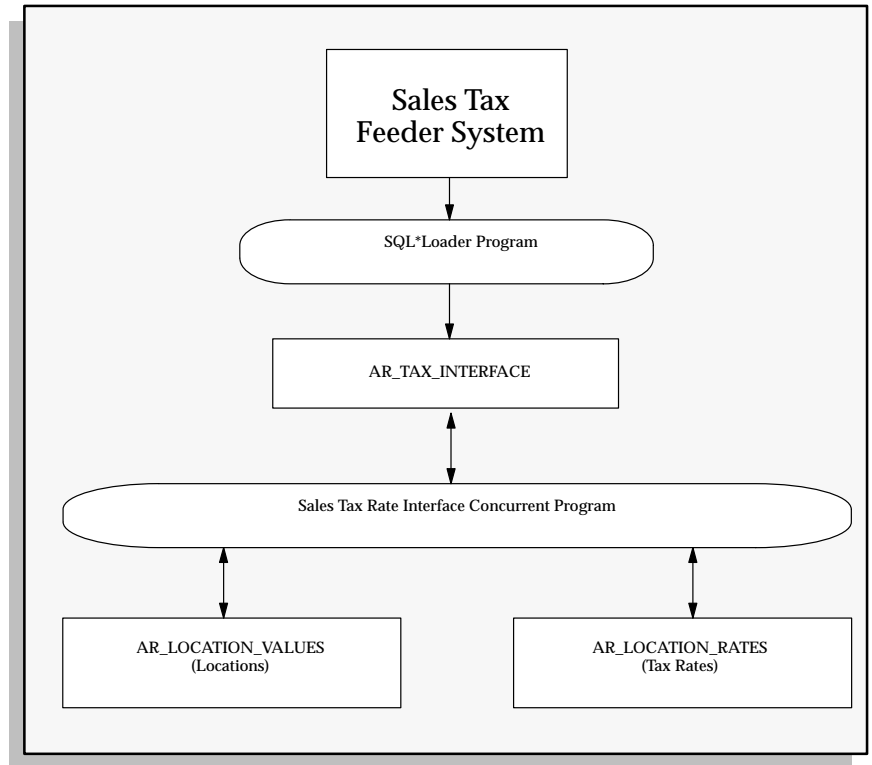 Sales Tax
Feeder System
SQL*Loader Program
AR_TAX_INTERFACE
Sales Tax Rate Interface Concurrent Program
AR_LOCATION_VALUES
(Locations)
AR_LOCATION_RATES
(Tax Rates)